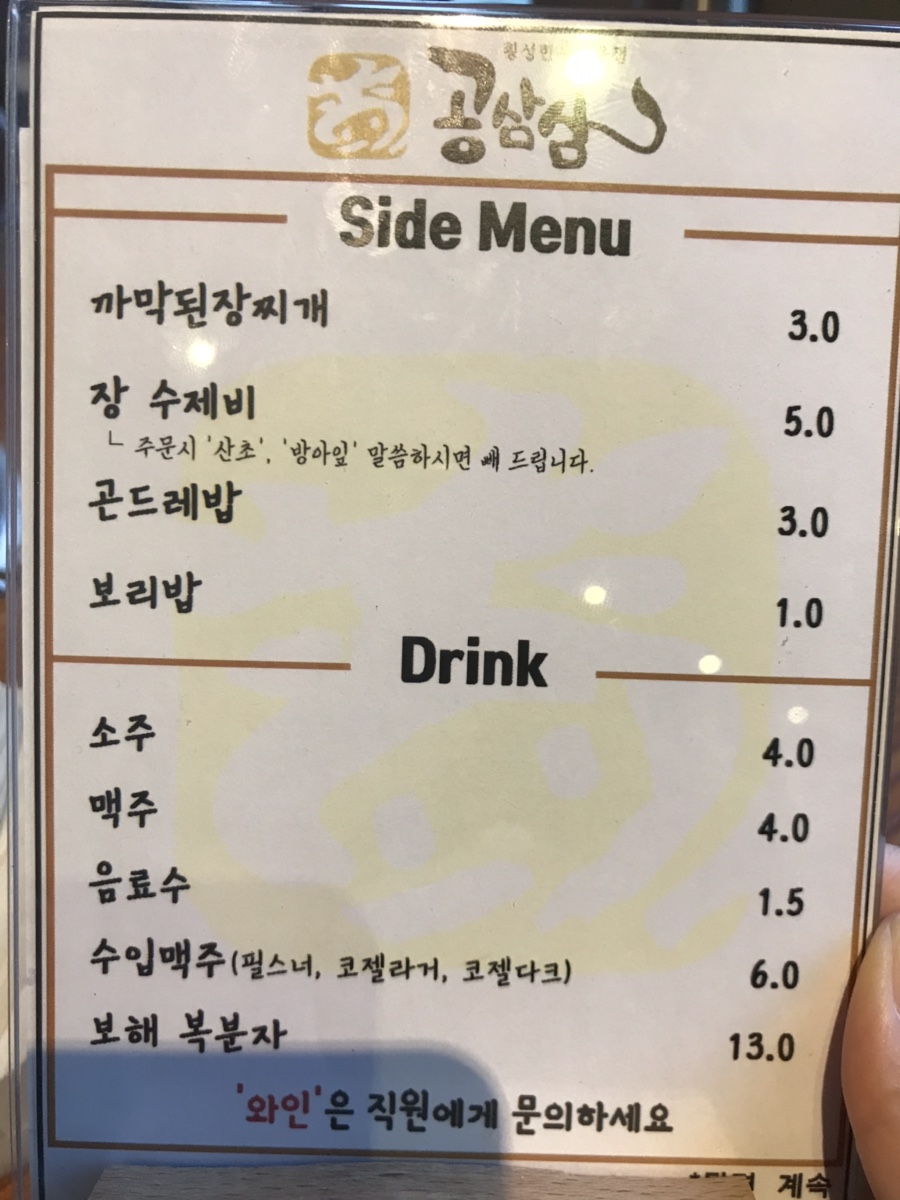 공삼삼
Side Menu
까막된장찌개 3.0
장 수제비 5.0
ㄴ 주문시 '산초', '방아잎' 말씀하시면 빼 드립니다.
곤드레밥 3.0
보리밥 1.0
Drink
소주 4.0
맥주 4.0
음료수 1.5
수입맥주(필스너, 코젤라거, 코젤다크) 6.0
보해 복분자 13.0
'와인'은 직원에게 문의하세요
계속